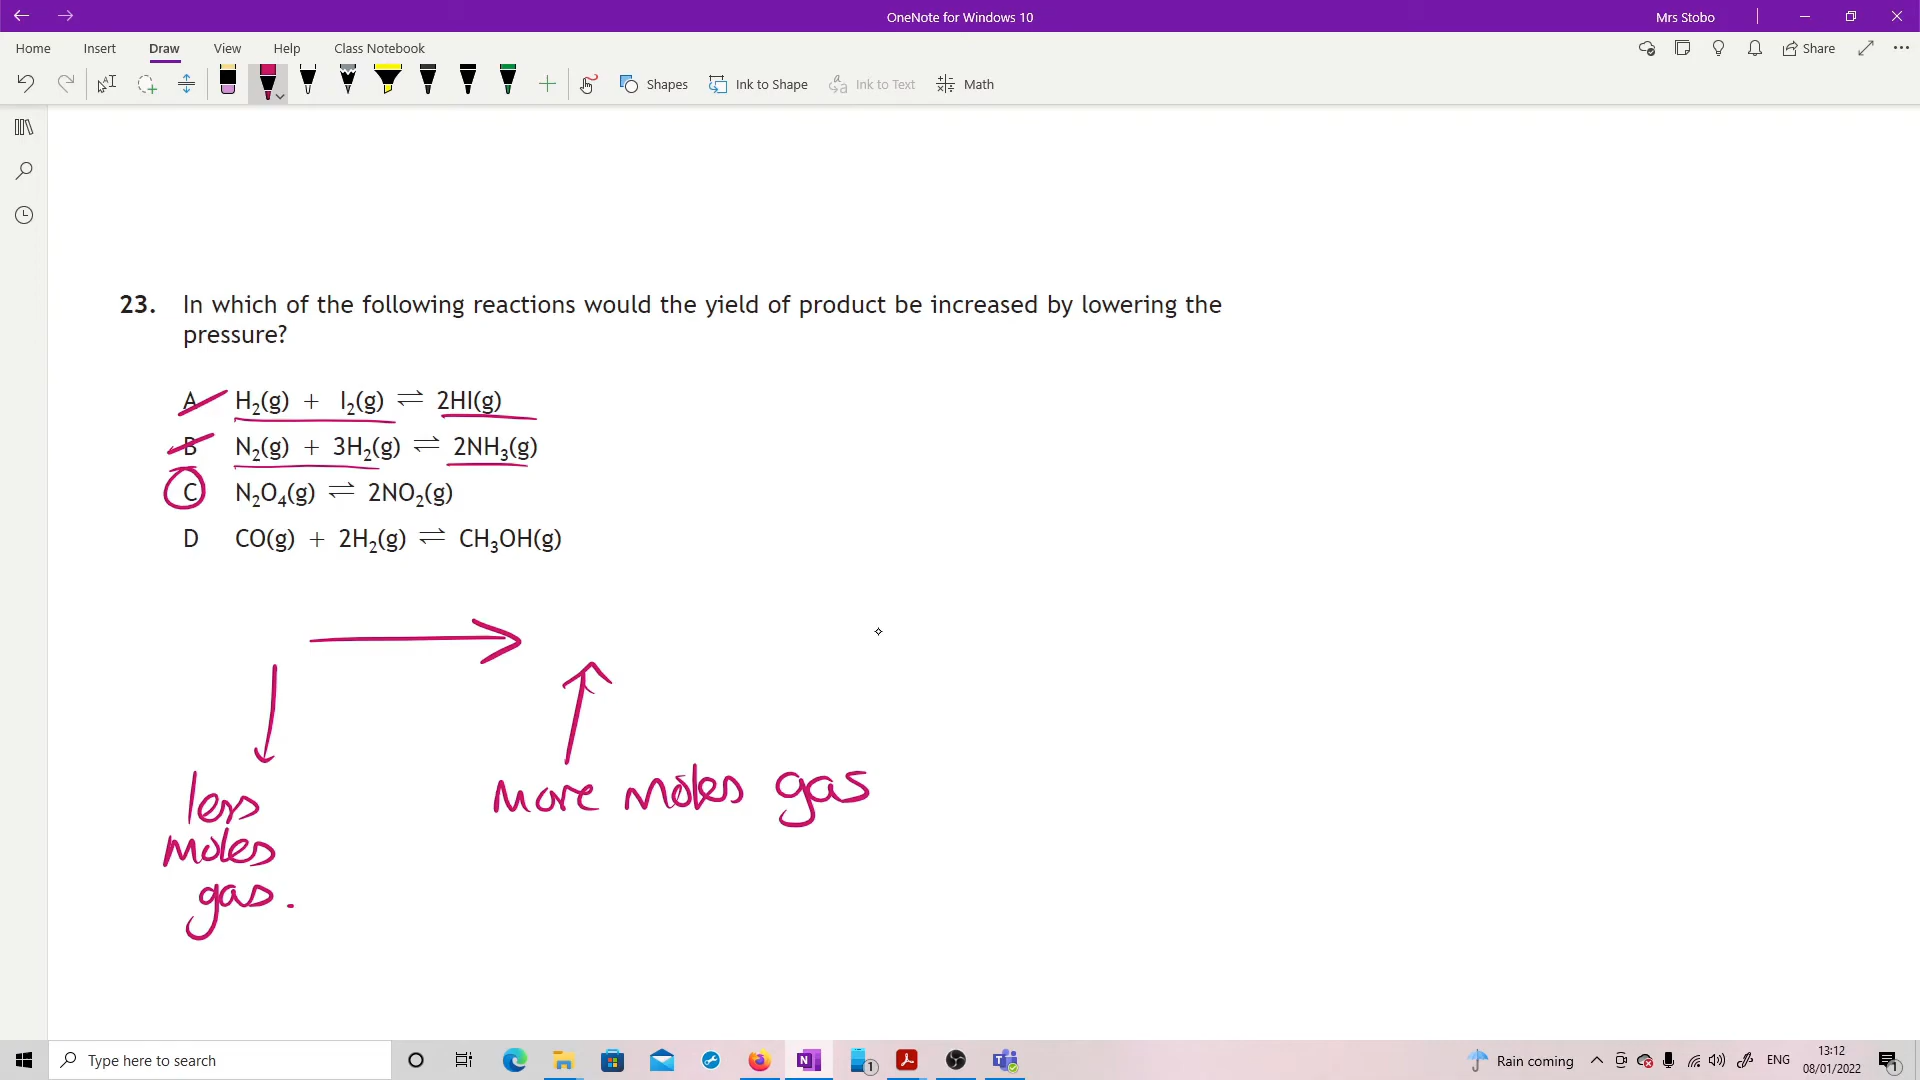 OneNote for Windows 10
Mrs Stobo
Home Insert Draw View Help Class Notebook
Share
Shapes Ink to Shape Ink to Text Math
23. In which of the following reactions would the yield of product be increased by lowering the
pressure?
A H₂(g) + I₂(g) ⇌ 2HI(g)
B N₂(g) + 3H₂(g) ⇌ 2NH₃(g)
C N₂O₄(g) ⇌ 2NO₂(g)
D CO(g) + 2H₂(g) ⇌ CH₃OH(g)
less
moles
gas.
more moles gas
Type here to search
Rain coming
ENG
13:12
08/01/2022
1
1